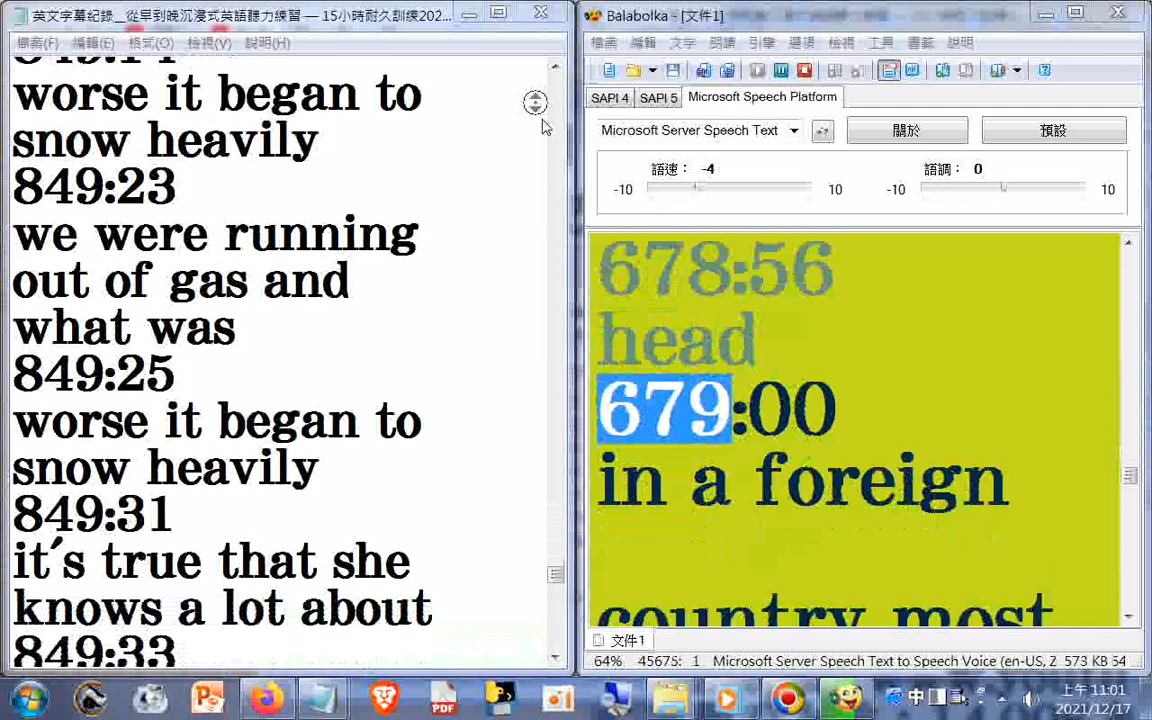 英文字幕紀錄__從早到晚沉浸式英語聽力練習 — 15小時耐久訓練202...
檔案(F) 編輯(E) 格式(O) 檢視(V) 說明(H)
worse it began to
snow heavily
849:23
we were running
out of gas and
what was
849:25
worse it began to
snow heavily
849:31
it's true that she
knows a lot about
849:33
Balabolka - [文件1]
檔案 編輯 文字 朗讀 引擎 選項 檢視 工具 書籤 說明
SAPI 4 SAPI 5 Microsoft Speech Platform
Microsoft Server Speech Text 關於 預設
語速： -4 語調： 0
-10 10 -10 10
678:56
head
679:00
in a foreign
country most
文件1
64% 45675: 1 Microsoft Server Speech Text to Speech Voice (en-US, Z 573 KB 54
PDF
中
上午 11:01
2021/12/17